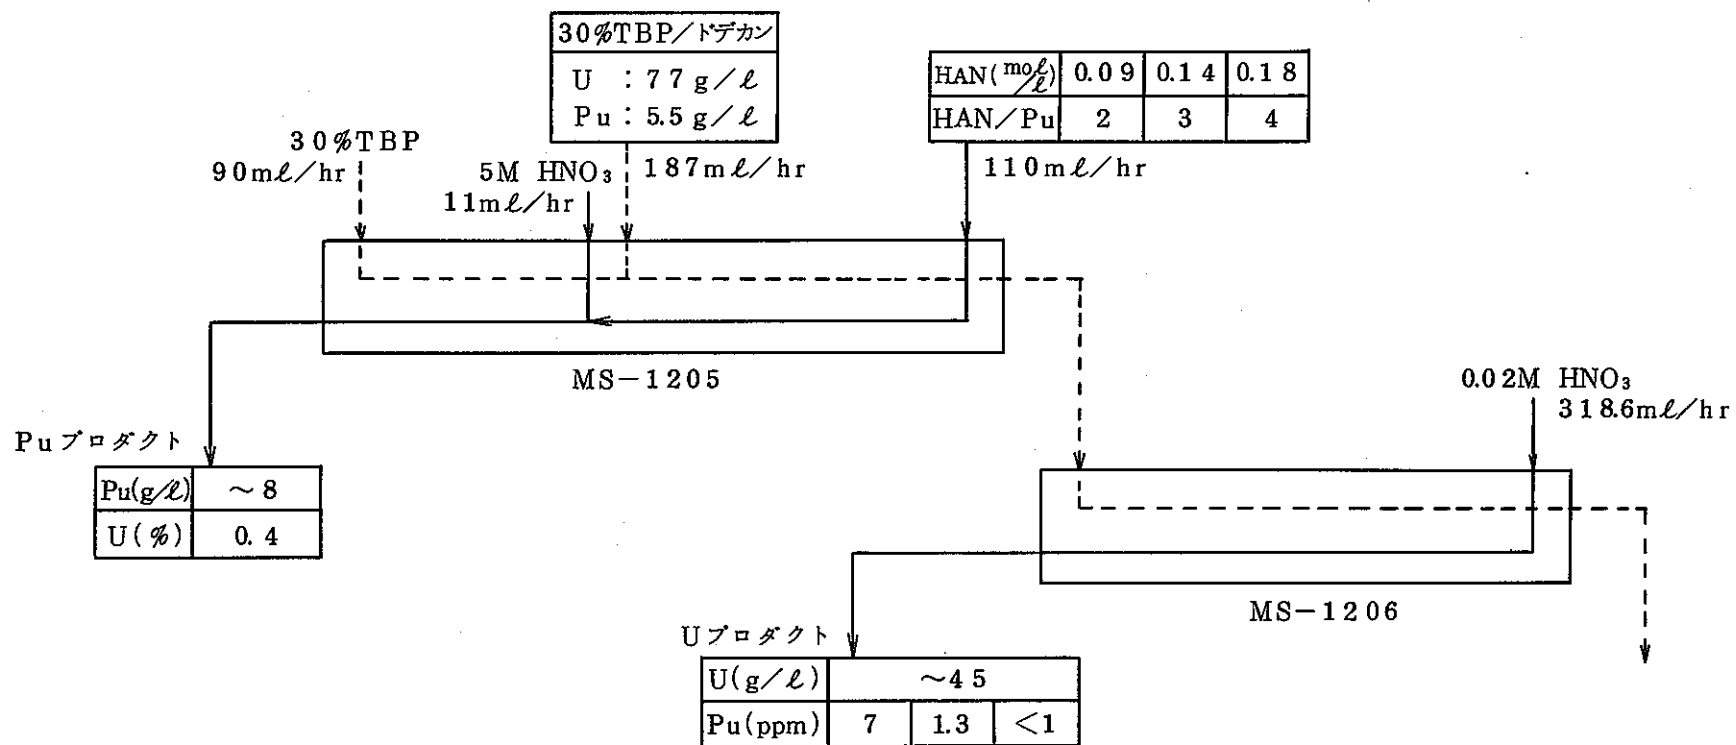 30%TBP/ドデカン
U : 77g/ℓ
Pu : 5.5g/ℓ
HAN(moℓ/ℓ) 0.09 0.14 0.18
HAN/Pu 2 3 4
30%TBP
90mℓ/hr
5M HNO₃
11mℓ/hr
187mℓ/hr
110mℓ/hr
MS-1205
0.02M HNO₃
318.6mℓ/hr
Puプロダクト
Pu(g/ℓ) ~8
U(%) 0.4
MS-1206
Uプロダクト
U(g/ℓ) ~45
Pu(ppm) 7 1.3 <1